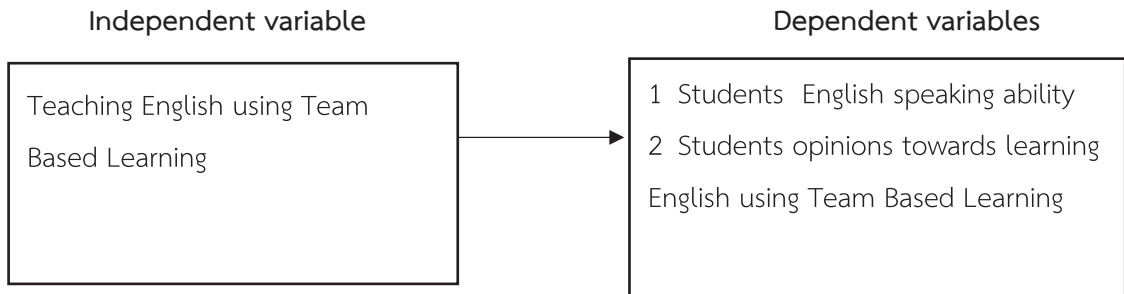 Independent variable
Dependent variables
Teaching English using Team
Based Learning
1 Students English speaking ability
2 Students opinions towards learning
English using Team Based Learning